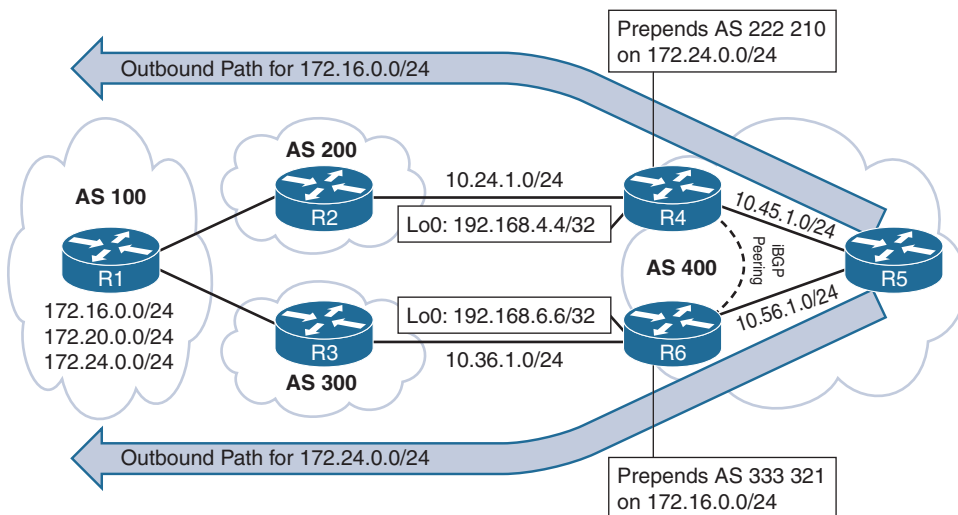 Prepends AS 222 210
on 172.24.0.0/24
Outbound Path for 172.16.0.0/24
AS 200
AS 100
R2
10.24.1.0/24
R4
10.45.1.0/24
Lo0: 192.168.4.4/32
R1
iBGP
Peering
AS 400
R5
172.16.0.0/24
172.20.0.0/24
172.24.0.0/24
Lo0: 192.168.6.6/32
10.56.1.0/24
R3
10.36.1.0/24
R6
AS 300
Outbound Path for 172.24.0.0/24
Prepends AS 333 321
on 172.16.0.0/24